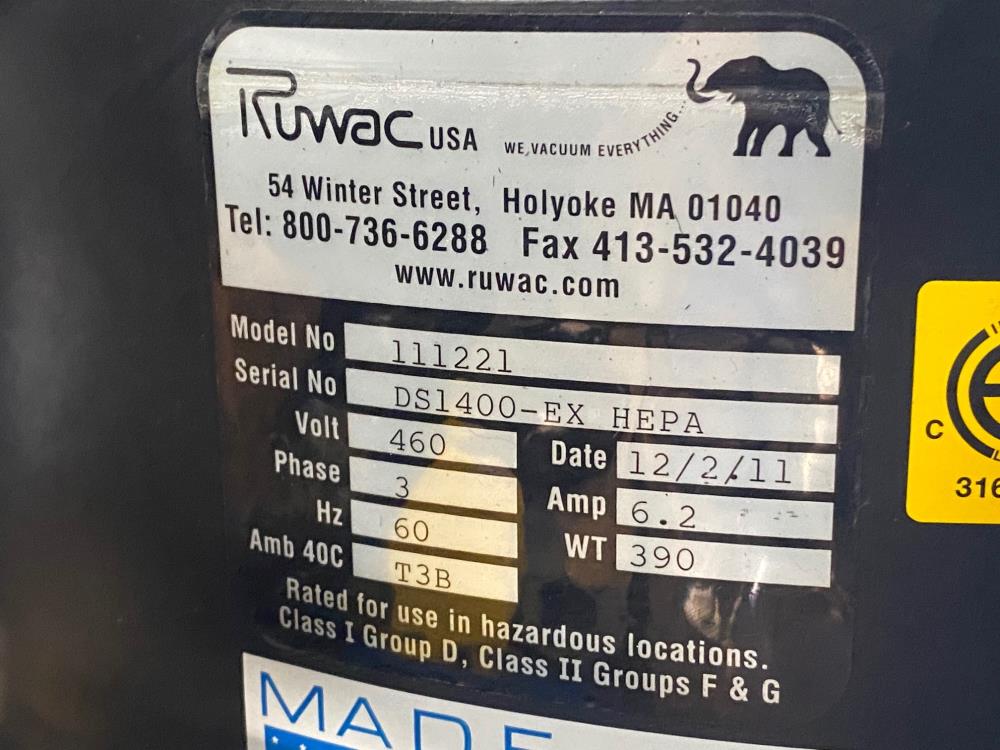 Ruwac USA WE VACUUM EVERYTHING...
54 Winter Street, Holyoke MA 01040
Tel: 800-736-6288 Fax 413-532-4039
www.ruwac.com
Model No 111221
Serial No DS1400-EX HEPA
Volt 460 Date 12/2/11
Phase 3 Amp 6.2
Hz 60 WT 390
Amb 40C T3B
Rated for use in hazardous locations.
Class I Group D, Class II Groups F & G
C
316
MADE